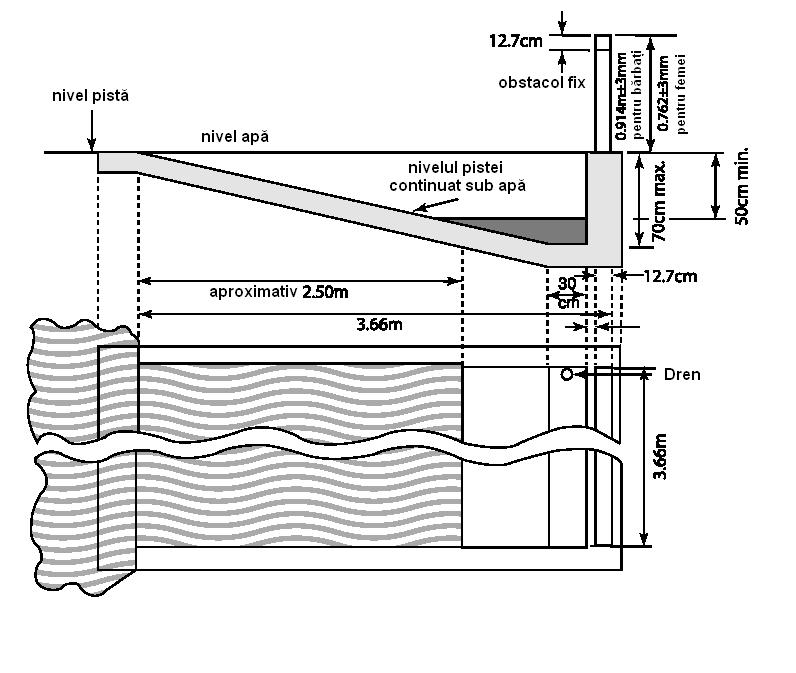 12.7cm
obstacol fix
0.914m±3mm
pentru bărbați
0.762±3mm
pentru femei
nivel pistă
nivel apă
nivelul pistei
continuat sub apă
70cm max.
50cm min.
12.7cm
30
cm
aproximativ 2.50m
3.66m
Dren
3.66m